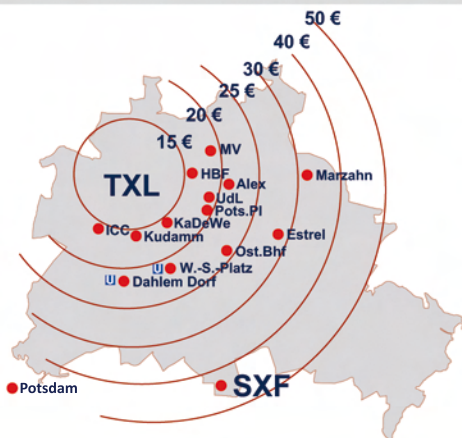 50 €
40 €
30 €
25 €
20 €
15 €
MV
TXL
HBF
Marzahn
Alex
UdL
Pots.Pl
KaDeWe
ICC
Kudamm
Estrel
Ost.Bhf
U W.-S.-Platz
U Dahlem Dorf
Potsdam
SXF